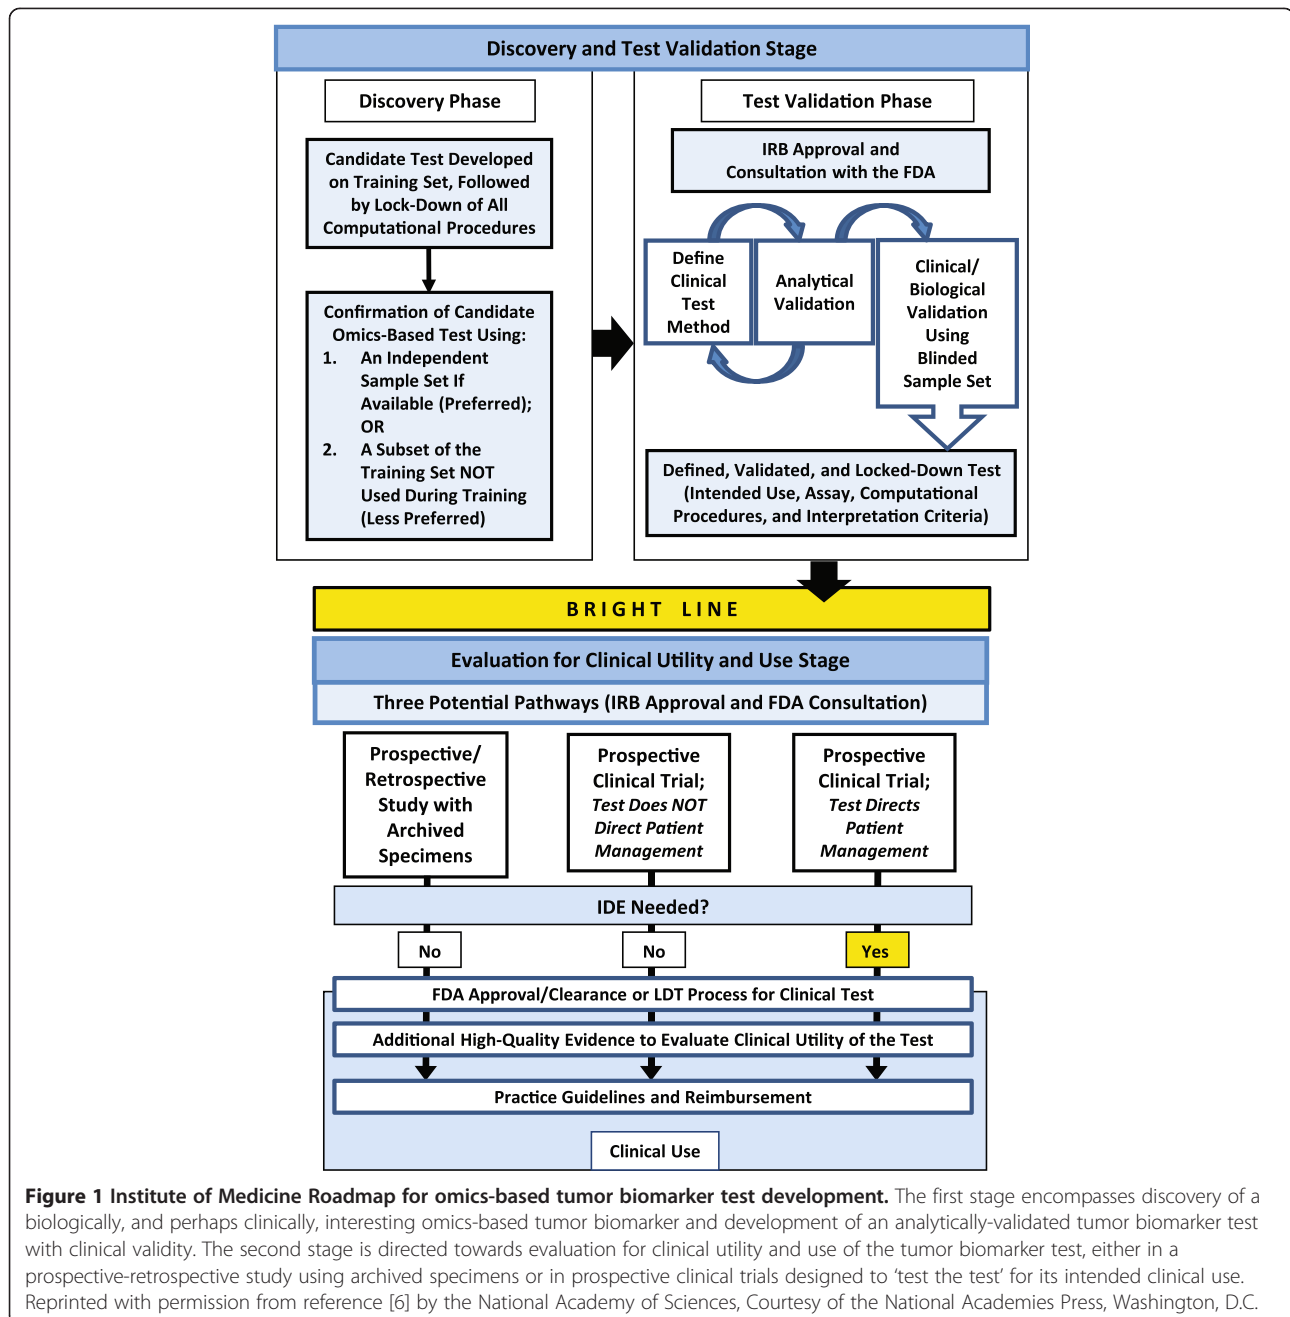 Discovery and Test Validation Stage
Discovery Phase
Candidate Test Developed
on Training Set, Followed
by Lock-Down of All
Computational Procedures
Confirmation of Candidate
Omics-Based Test Using:
1. An Independent
Sample Set If
Available (Preferred);
OR
2. A Subset of the
Training Set NOT
Used During Training
(Less Preferred)
Test Validation Phase
IRB Approval and
Consultation with the FDA
Define
Clinical
Test
Method
Analytical
Validation
Clinical/
Biological
Validation
Using
Blinded
Sample Set
Defined, Validated, and Locked-Down Test
(Intended Use, Assay, Computational
Procedures, and Interpretation Criteria)
BRIGHT LINE
Evaluation for Clinical Utility and Use Stage
Three Potential Pathways (IRB Approval and FDA Consultation)
Prospective/
Retrospective
Study with
Archived
Specimens
Prospective
Clinical Trial;
Test Does NOT
Direct Patient
Management
Prospective
Clinical Trial;
Test Directs
Patient
Management
IDE Needed?
No
No
Yes
FDA Approval/Clearance or LDT Process for Clinical Test
Additional High-Quality Evidence to Evaluate Clinical Utility of the Test
Practice Guidelines and Reimbursement
Clinical Use
Figure 1 Institute of Medicine Roadmap for omics-based tumor biomarker test development. The first stage encompasses discovery of a
biologically, and perhaps clinically, interesting omics-based tumor biomarker and development of an analytically-validated tumor biomarker test
with clinical validity. The second stage is directed towards evaluation for clinical utility and use of the tumor biomarker test, either in a
prospective-retrospective study using archived specimens or in prospective clinical trials designed to ‘test the test’ for its intended clinical use.
Reprinted with permission from reference [6] by the National Academy of Sciences, Courtesy of the National Academies Press, Washington, D.C.